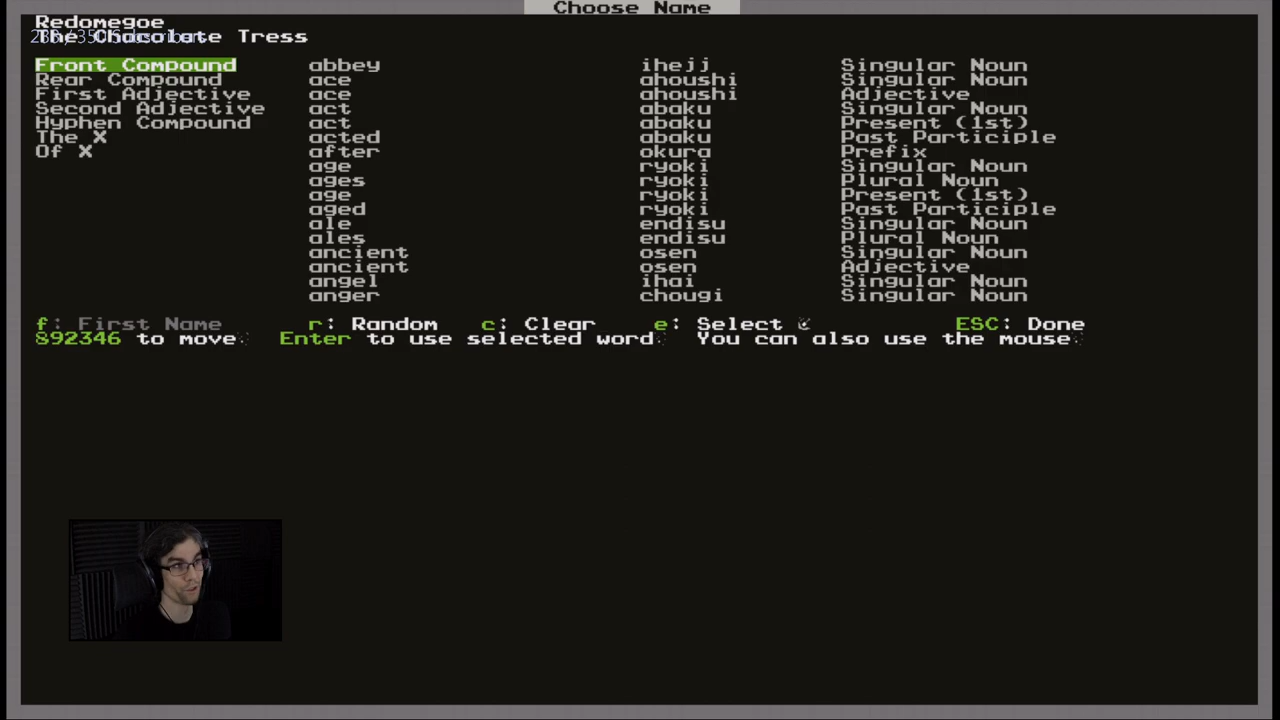 Choose Name
Redomegoe
The Chocolate Tress
Front Compound abbey ihejj Singular Noun
Rear Compound ace ahoushi Singular Noun
First Adjective ace ahoushi Adjective
Second Adjective act abaku Singular Noun
Hyphen Compound act abaku Present (1st)
The X acted abaku Past Participle
Of X after okura Prefix
age ryoki Singular Noun
ages ryoki Plural Noun
age ryoki Present (1st)
aged ryoki Past Participle
ale endisu Singular Noun
ales endisu Plural Noun
ancient osen Singular Noun
ancient osen Adjective
angel ihai Singular Noun
anger chougi Singular Noun
f: First Name r: Random c: Clear e: Select ESC: Done
892346 to move. Enter to use selected word. You can also use the mouse.